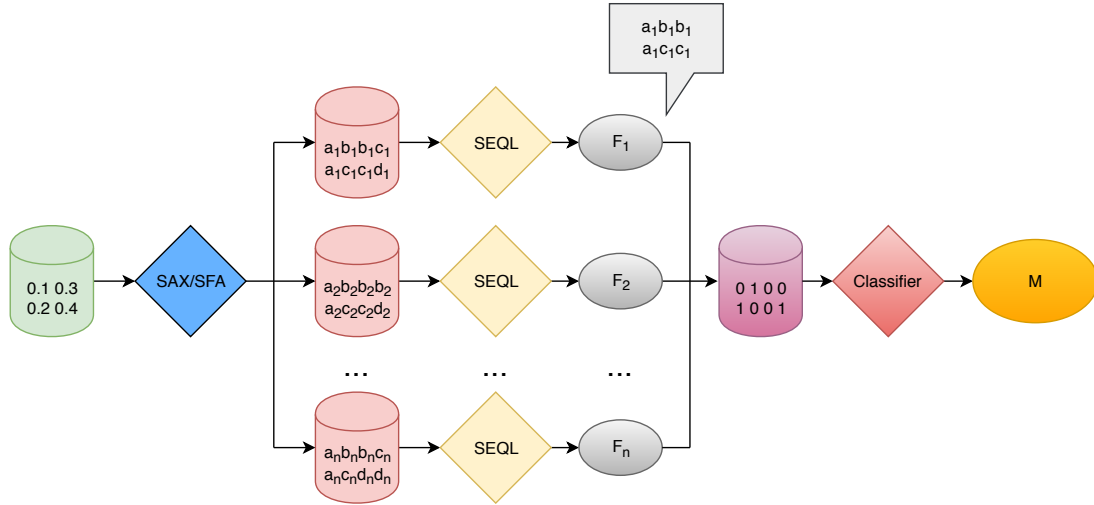 a₁b₁b₁
a₁c₁c₁
a₁b₁b₁c₁
a₁c₁c₁d₁
SEQL
F₁
0.1 0.3
0.2 0.4
SAX/SFA
a₂b₂b₂b₂
a₂c₂c₂d₂
SEQL
F₂
0 1 0 0
1 0 0 1
Classifier
M
...
...
...
aₙbₙbₙcₙ
aₙcₙdₙdₙ
SEQL
Fₙ